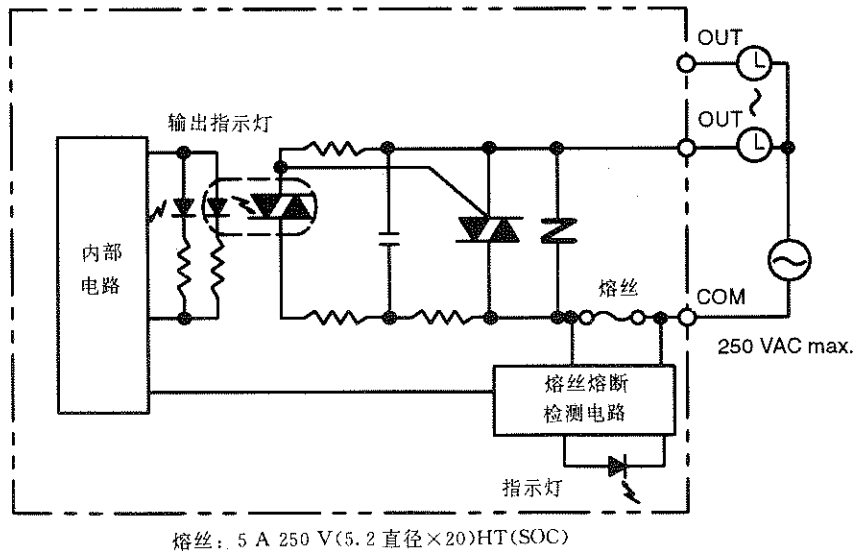 OUT
L
输出指示灯
OUT
L
内部
电路
熔丝
COM
250 VAC max.
熔丝熔断
检测电路
指示灯
熔丝: 5 A 250 V(5.2 直径×20)HT(SOC)